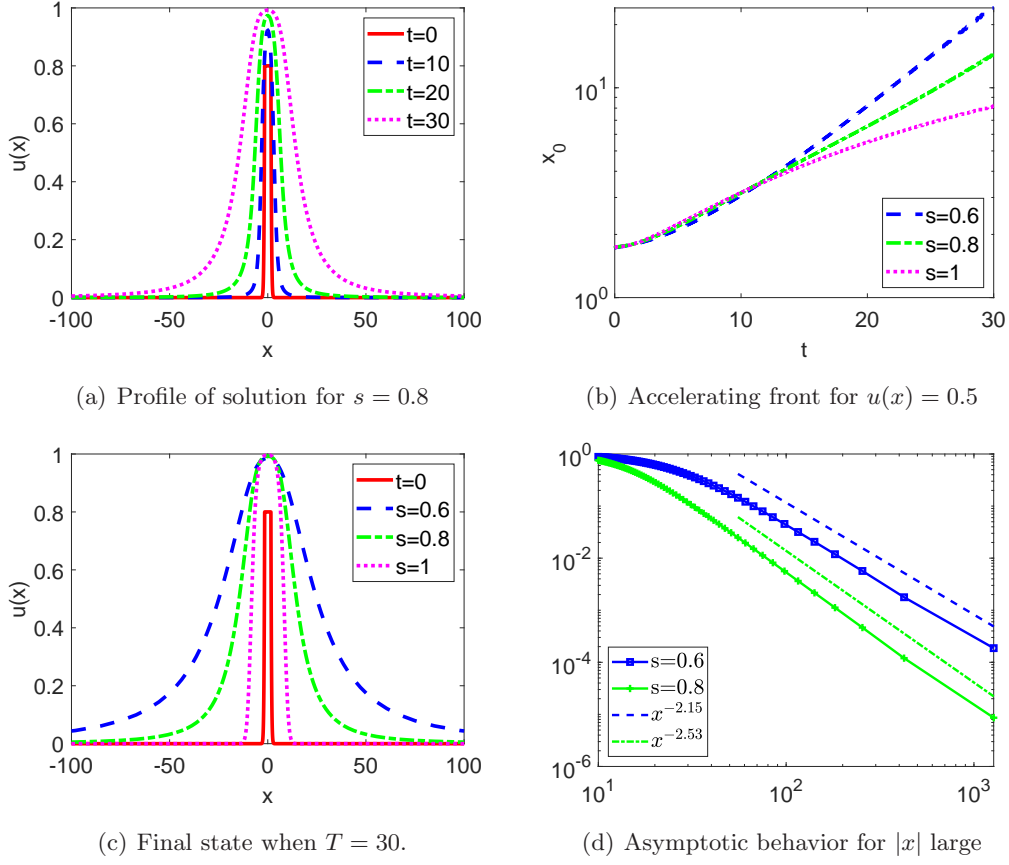 1
0.8
0.6
0.4
0.2
0
u(x)
t=0
t=10
t=20
t=30
-100 -50 0 50 100
x
(a) Profile of solution for s = 0.8
10^1
10^0
x_0
s=0.6
s=0.8
s=1
0 10 20 30
t
(b) Accelerating front for u(x) = 0.5
1
0.8
0.6
0.4
0.2
0
u(x)
t=0
s=0.6
s=0.8
s=1
-100 -50 0 50 100
x
(c) Final state when T = 30.
10^0
10^-2
10^-4
10^-6
s=0.6
s=0.8
x^-2.15
x^-2.53
10^1 10^2 10^3
(d) Asymptotic behavior for |x| large